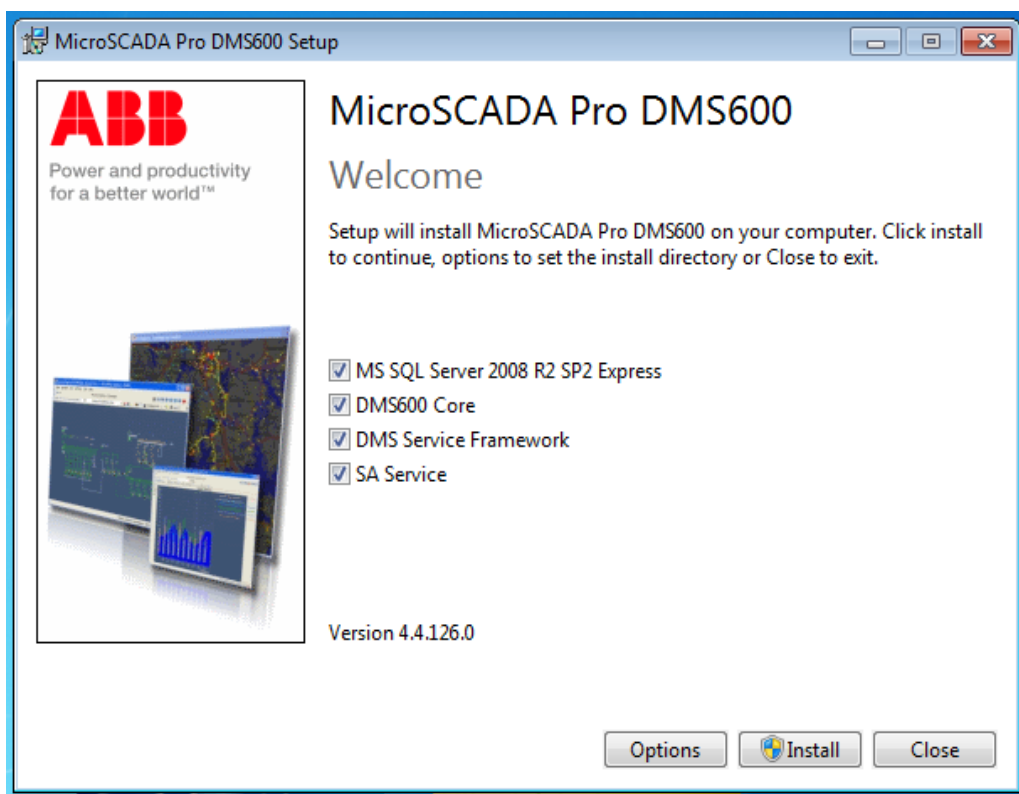 MicroSCADA Pro DMS600 Setup
ABB
Power and productivity
for a better world™
MicroSCADA Pro DMS600
Welcome
Setup will install MicroSCADA Pro DMS600 on your computer. Click install
to continue, options to set the install directory or Close to exit.
MS SQL Server 2008 R2 SP2 Express
DMS600 Core
DMS Service Framework
SA Service
Version 4.4.126.0
Options
Install
Close